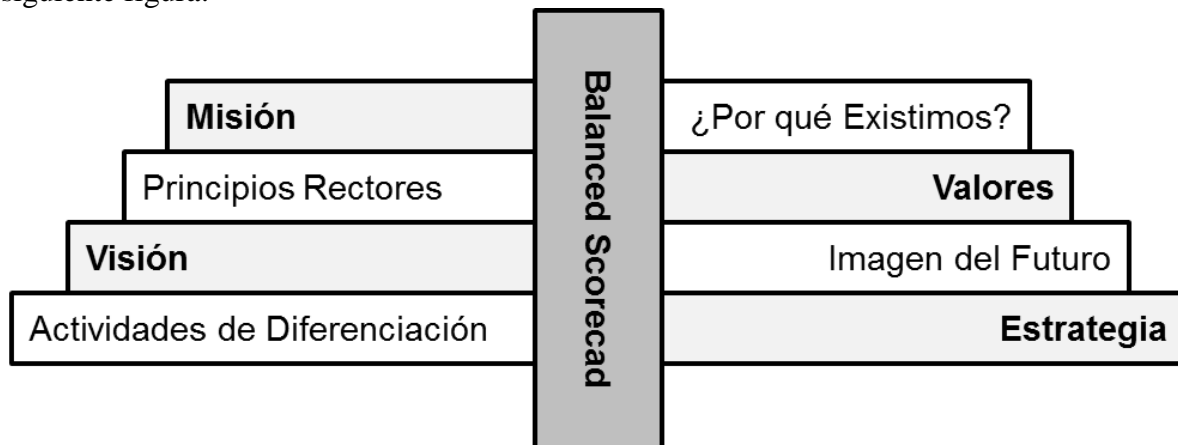 siguiente figura.
Misión
¿Por qué Existimos?
Principios Rectores
Valores
Visión
Imagen del Futuro
Actividades de Diferenciación
Estrategia
Balanced Scorecad